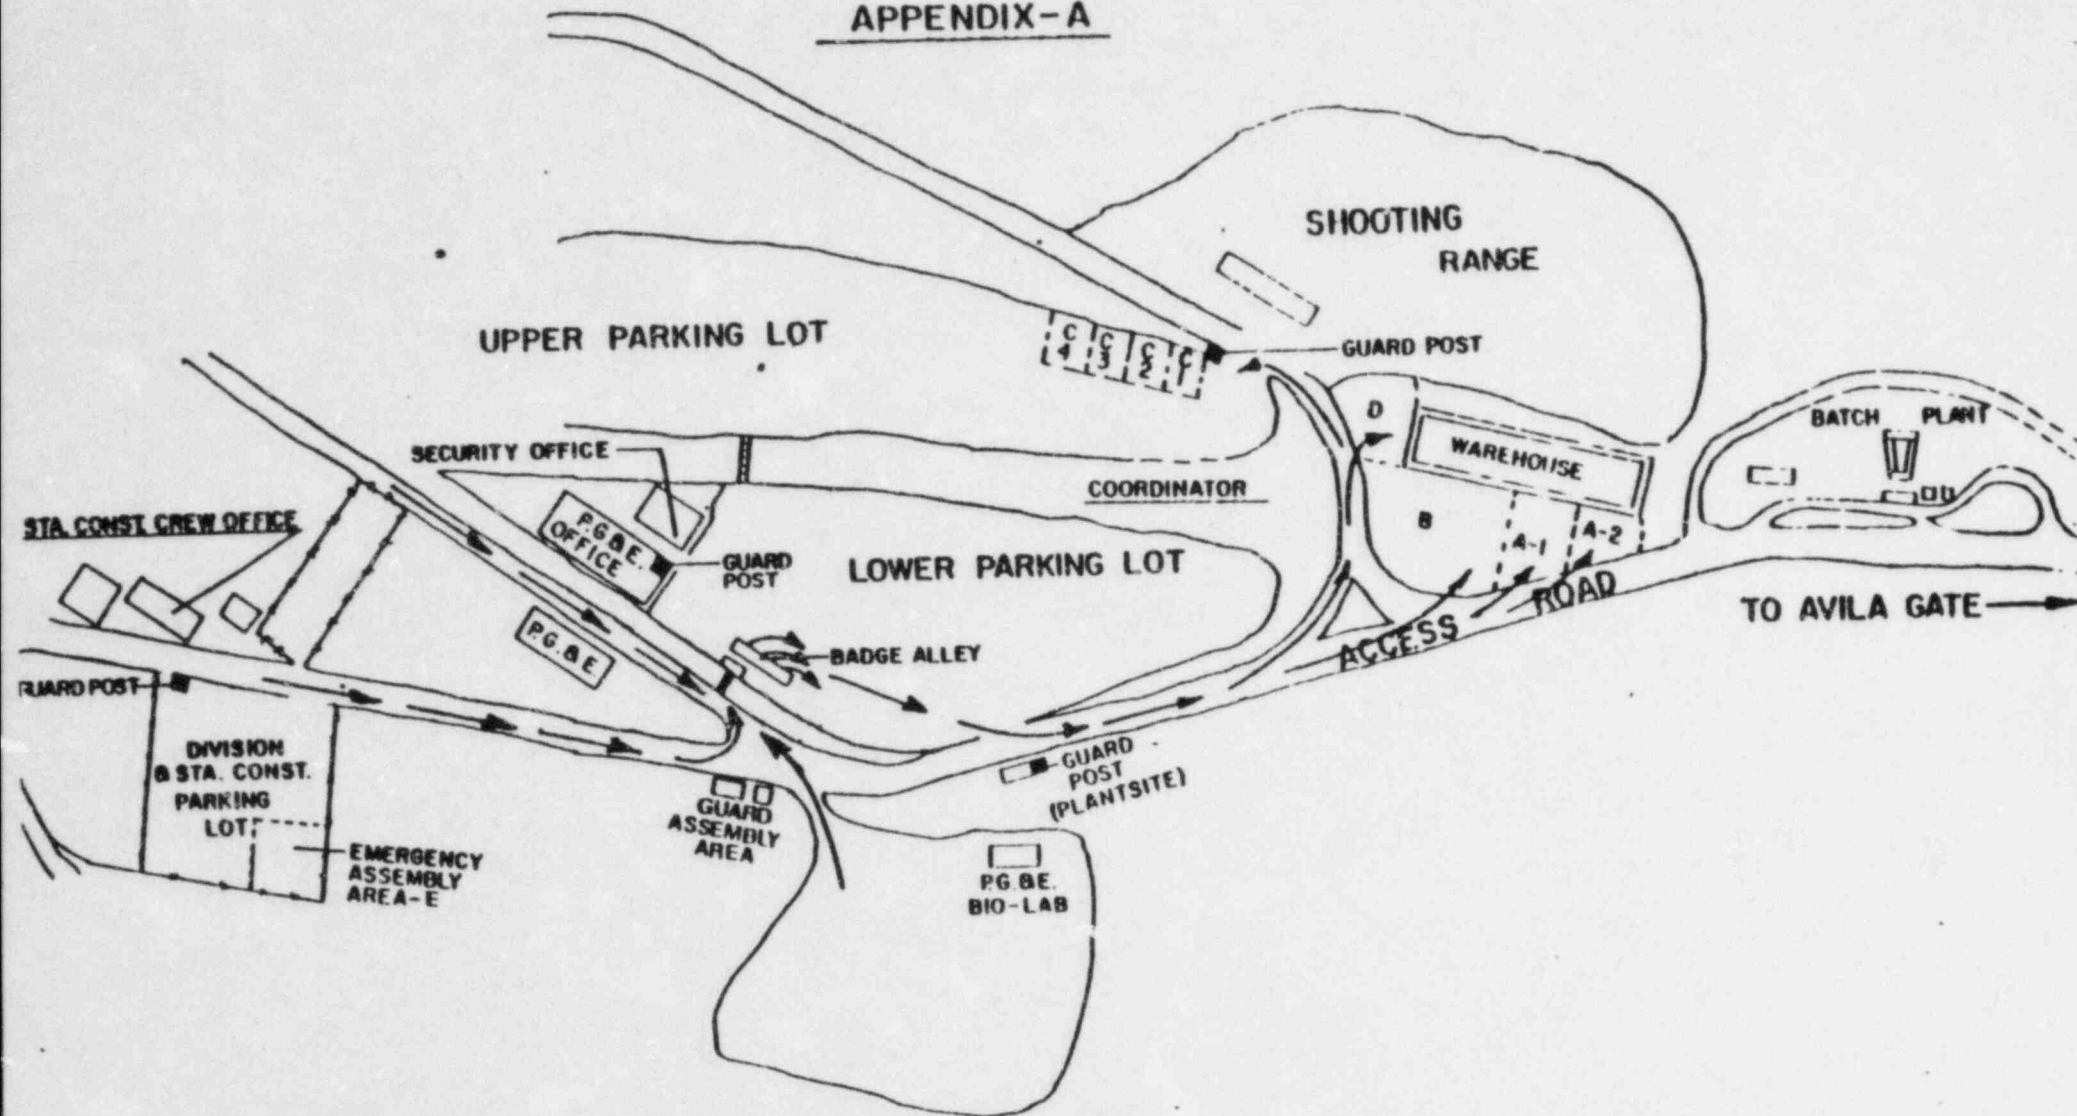 APPENDIX-A
SHOOTING
RANGE
UPPER PARKING LOT
C
4
C
3
C
2
C
1
GUARD POST
D
BATCH PLANT
WAREHOUSE
SECURITY OFFICE
COORDINATOR
STA. CONST. CREW OFFICE
P.G.&E.
OFFICE
B
A-1
A-2
GUARD
POST
LOWER PARKING LOT
ACCESS ROAD
TO AVILA GATE
P.G.&E.
BADGE ALLEY
GUARD POST
DIVISION
& STA. CONST.
PARKING
LOT
GUARD
POST
(PLANTSITE)
GUARD
ASSEMBLY
AREA
EMERGENCY
ASSEMBLY
AREA-E
P.G.&E.
BIO-LAB